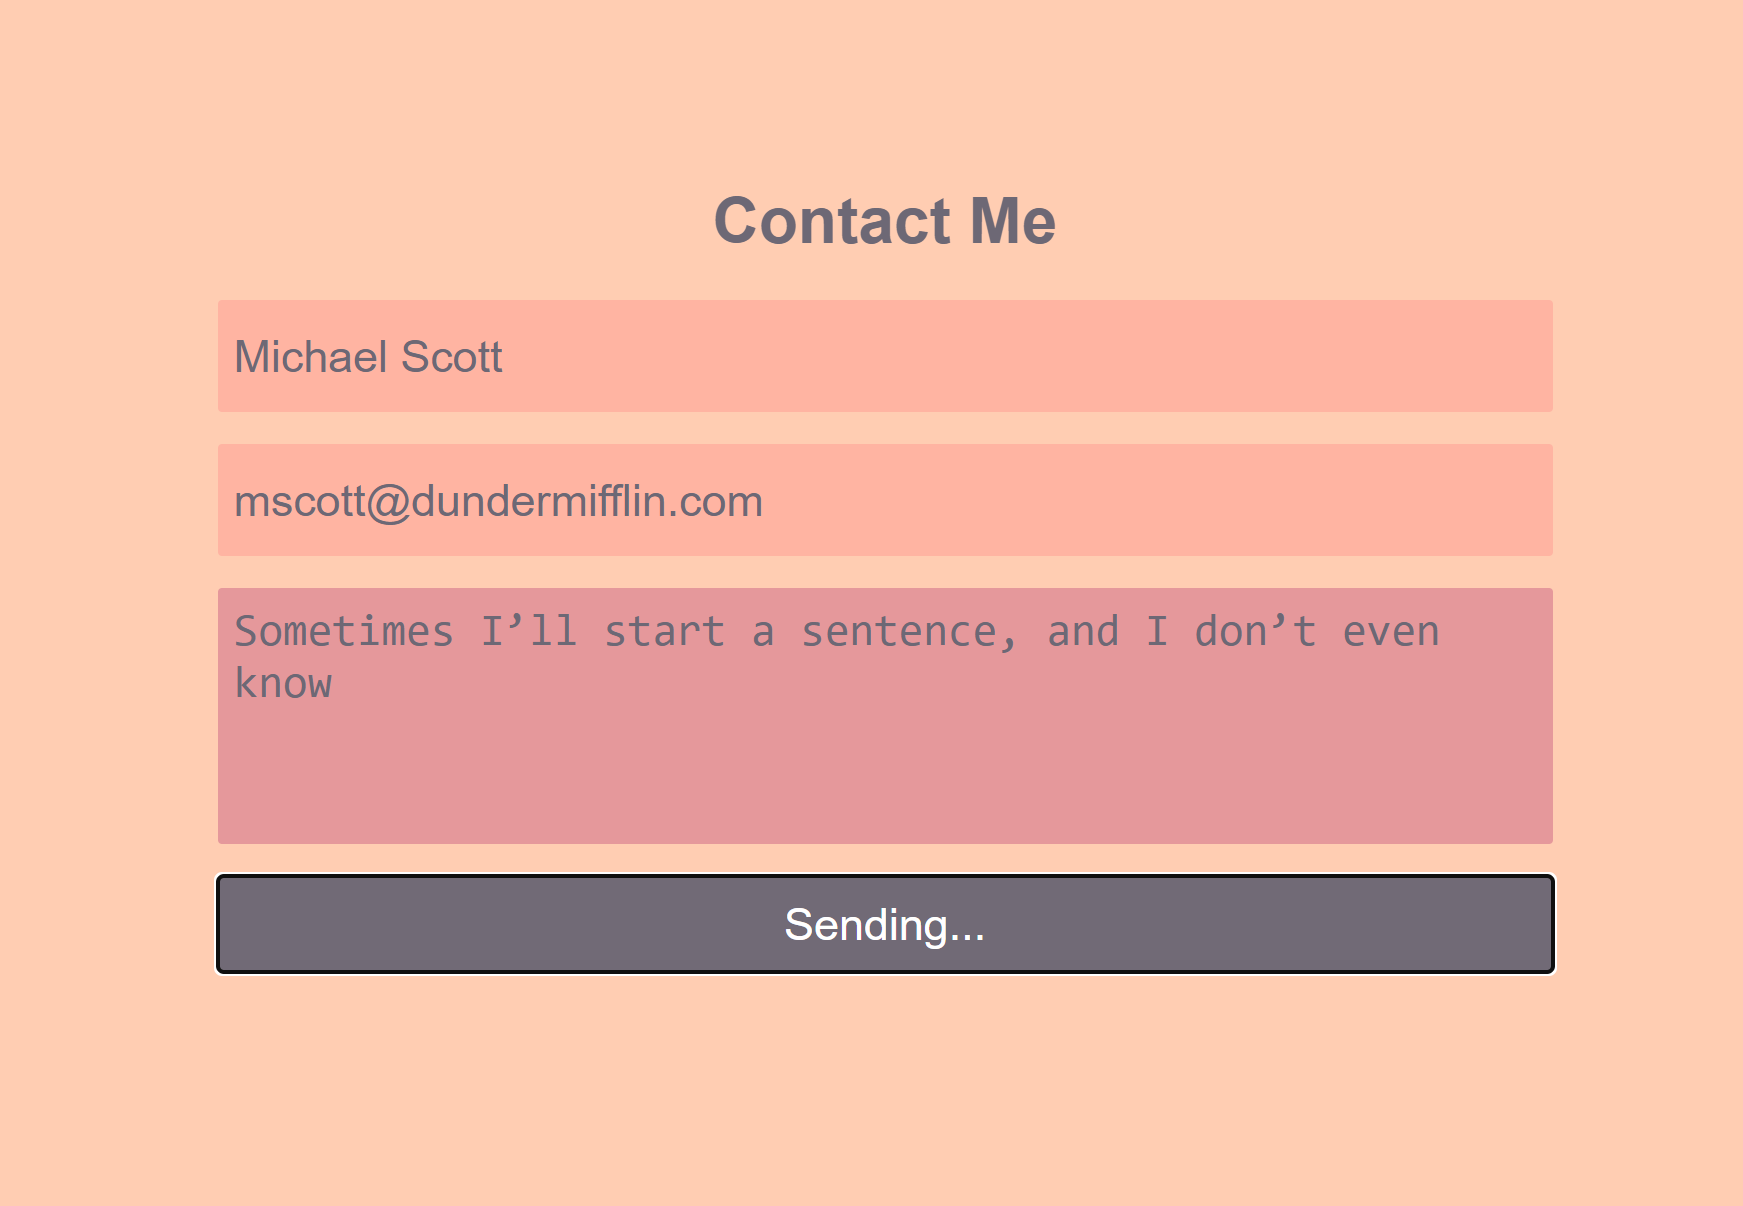 Contact Me
Michael Scott
mscott@dundermifflin.com
Sometimes I’ll start a sentence, and I don’t even
know
Sending...